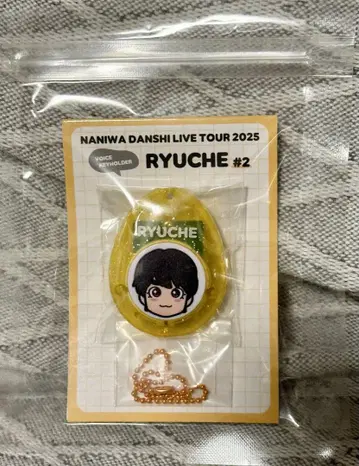 NANIWA DANSHI LIVE TOUR 2025
VOICE
KEYHOLDER
RYUCHE #2
RYUCHE